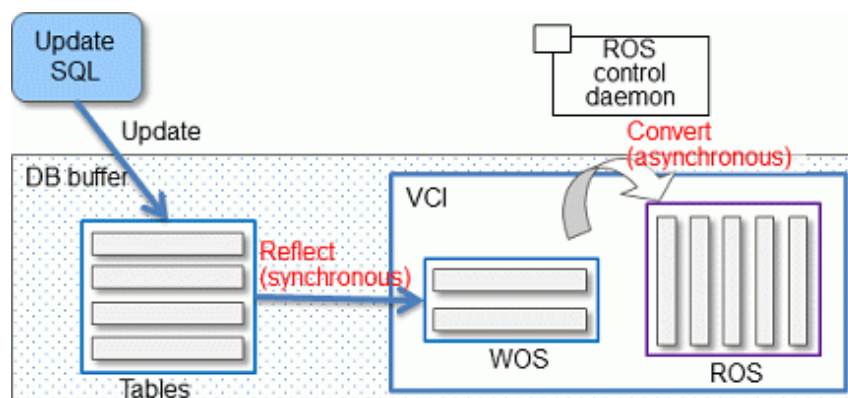 Update
SQL
ROS
control
daemon
Update
Convert
(asynchronous)
DB buffer
VCI
Reflect
(synchronous)
WOS
ROS
Tables